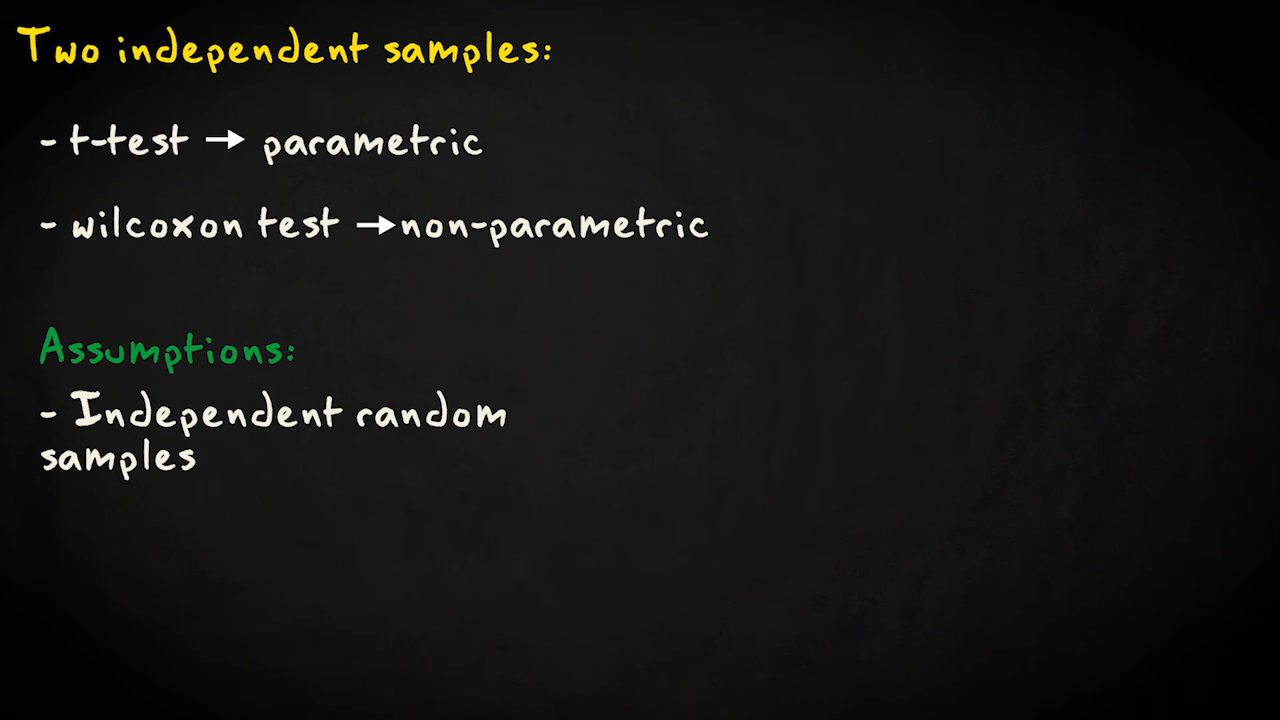 Two independent samples:
- t-test → parametric
- wilcoxon test →non-parametric
Assumptions:
- Independent random
samples